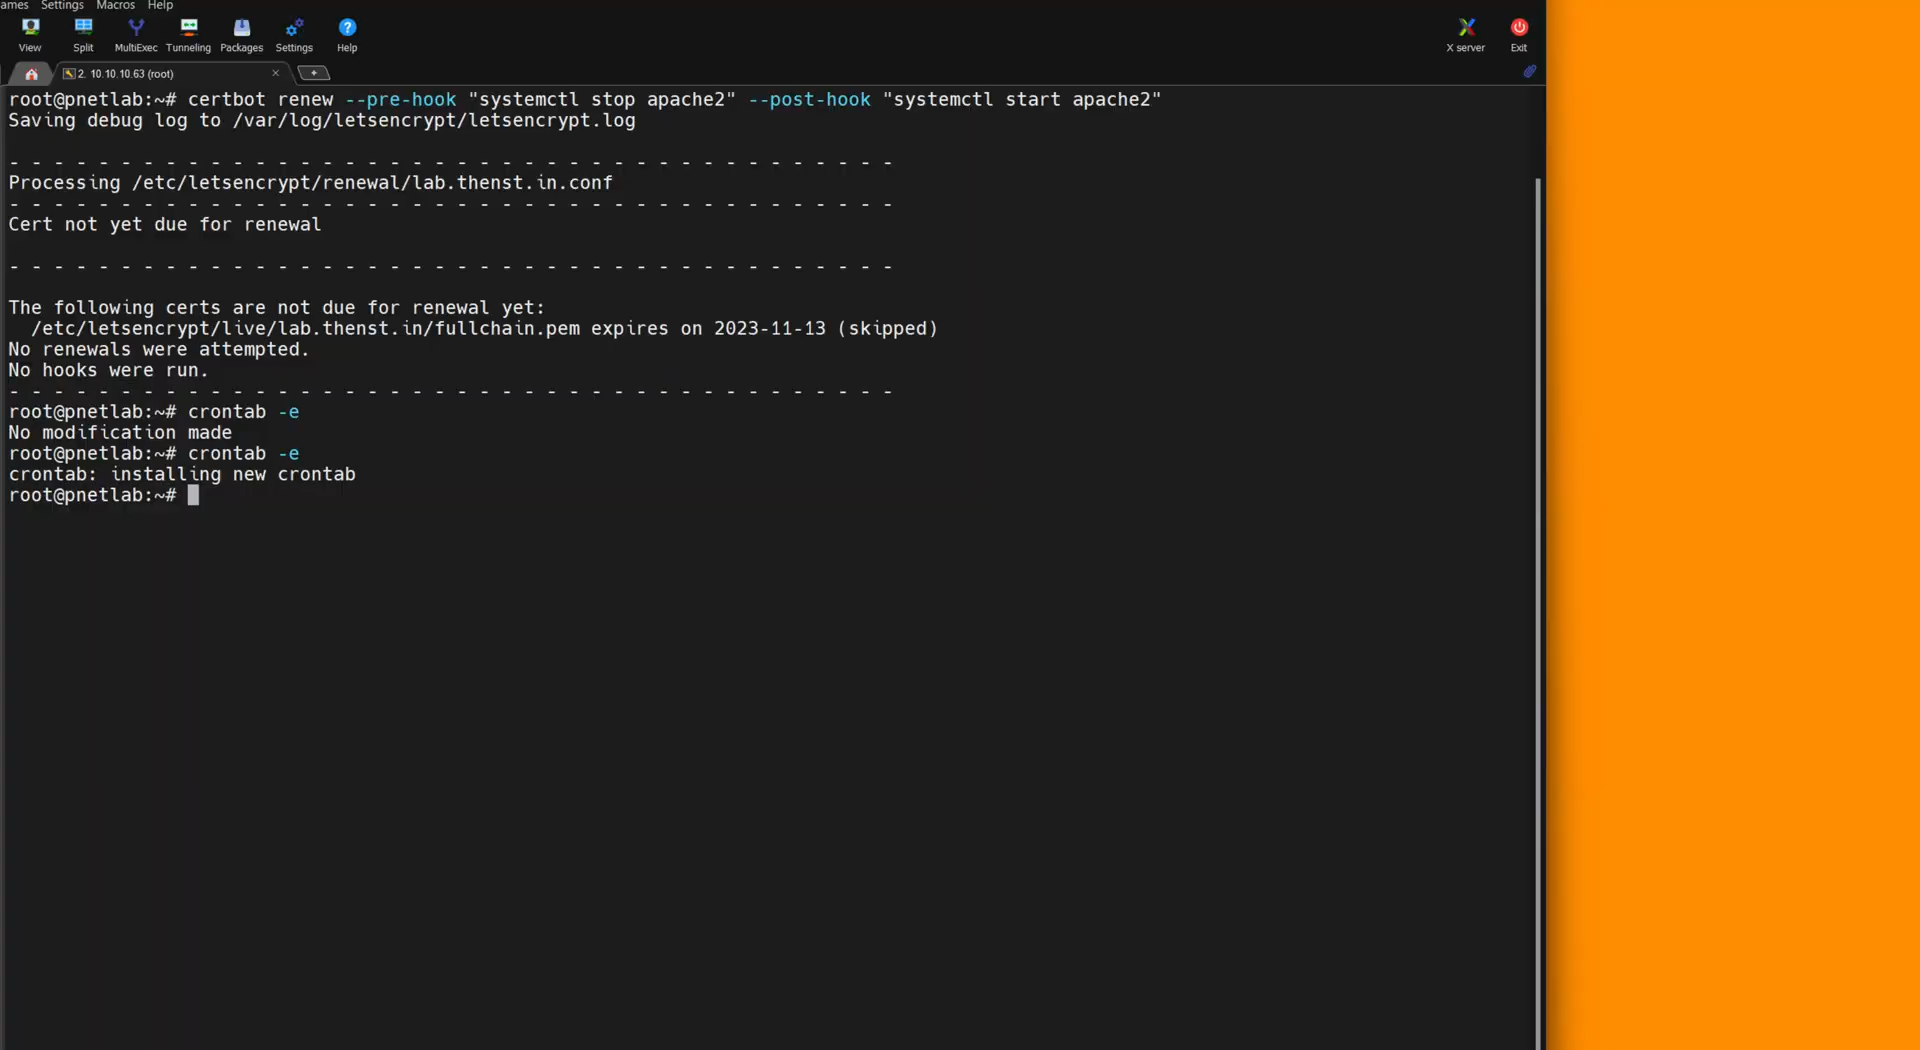 ames Settings Macros Help
View Split MultiExec Tunneling Packages Settings Help X server Exit
2. 10.10.10.63 (root)
root@pnetlab:~# certbot renew --pre-hook "systemctl stop apache2" --post-hook "systemctl start apache2"
Saving debug log to /var/log/letsencrypt/letsencrypt.log
- - - - - - - - - - - - - - - - - - - - - - - - - - - - - - - - - - - - - - - -
Processing /etc/letsencrypt/renewal/lab.thenst.in.conf
- - - - - - - - - - - - - - - - - - - - - - - - - - - - - - - - - - - - - - - -
Cert not yet due for renewal
- - - - - - - - - - - - - - - - - - - - - - - - - - - - - - - - - - - - - - - -
The following certs are not due for renewal yet:
/etc/letsencrypt/live/lab.thenst.in/fullchain.pem expires on 2023-11-13 (skipped)
No renewals were attempted.
No hooks were run.
- - - - - - - - - - - - - - - - - - - - - - - - - - - - - - - - - - - - - - - -
root@pnetlab:~# crontab -e
No modification made
root@pnetlab:~# crontab -e
crontab: installing new crontab
root@pnetlab:~#